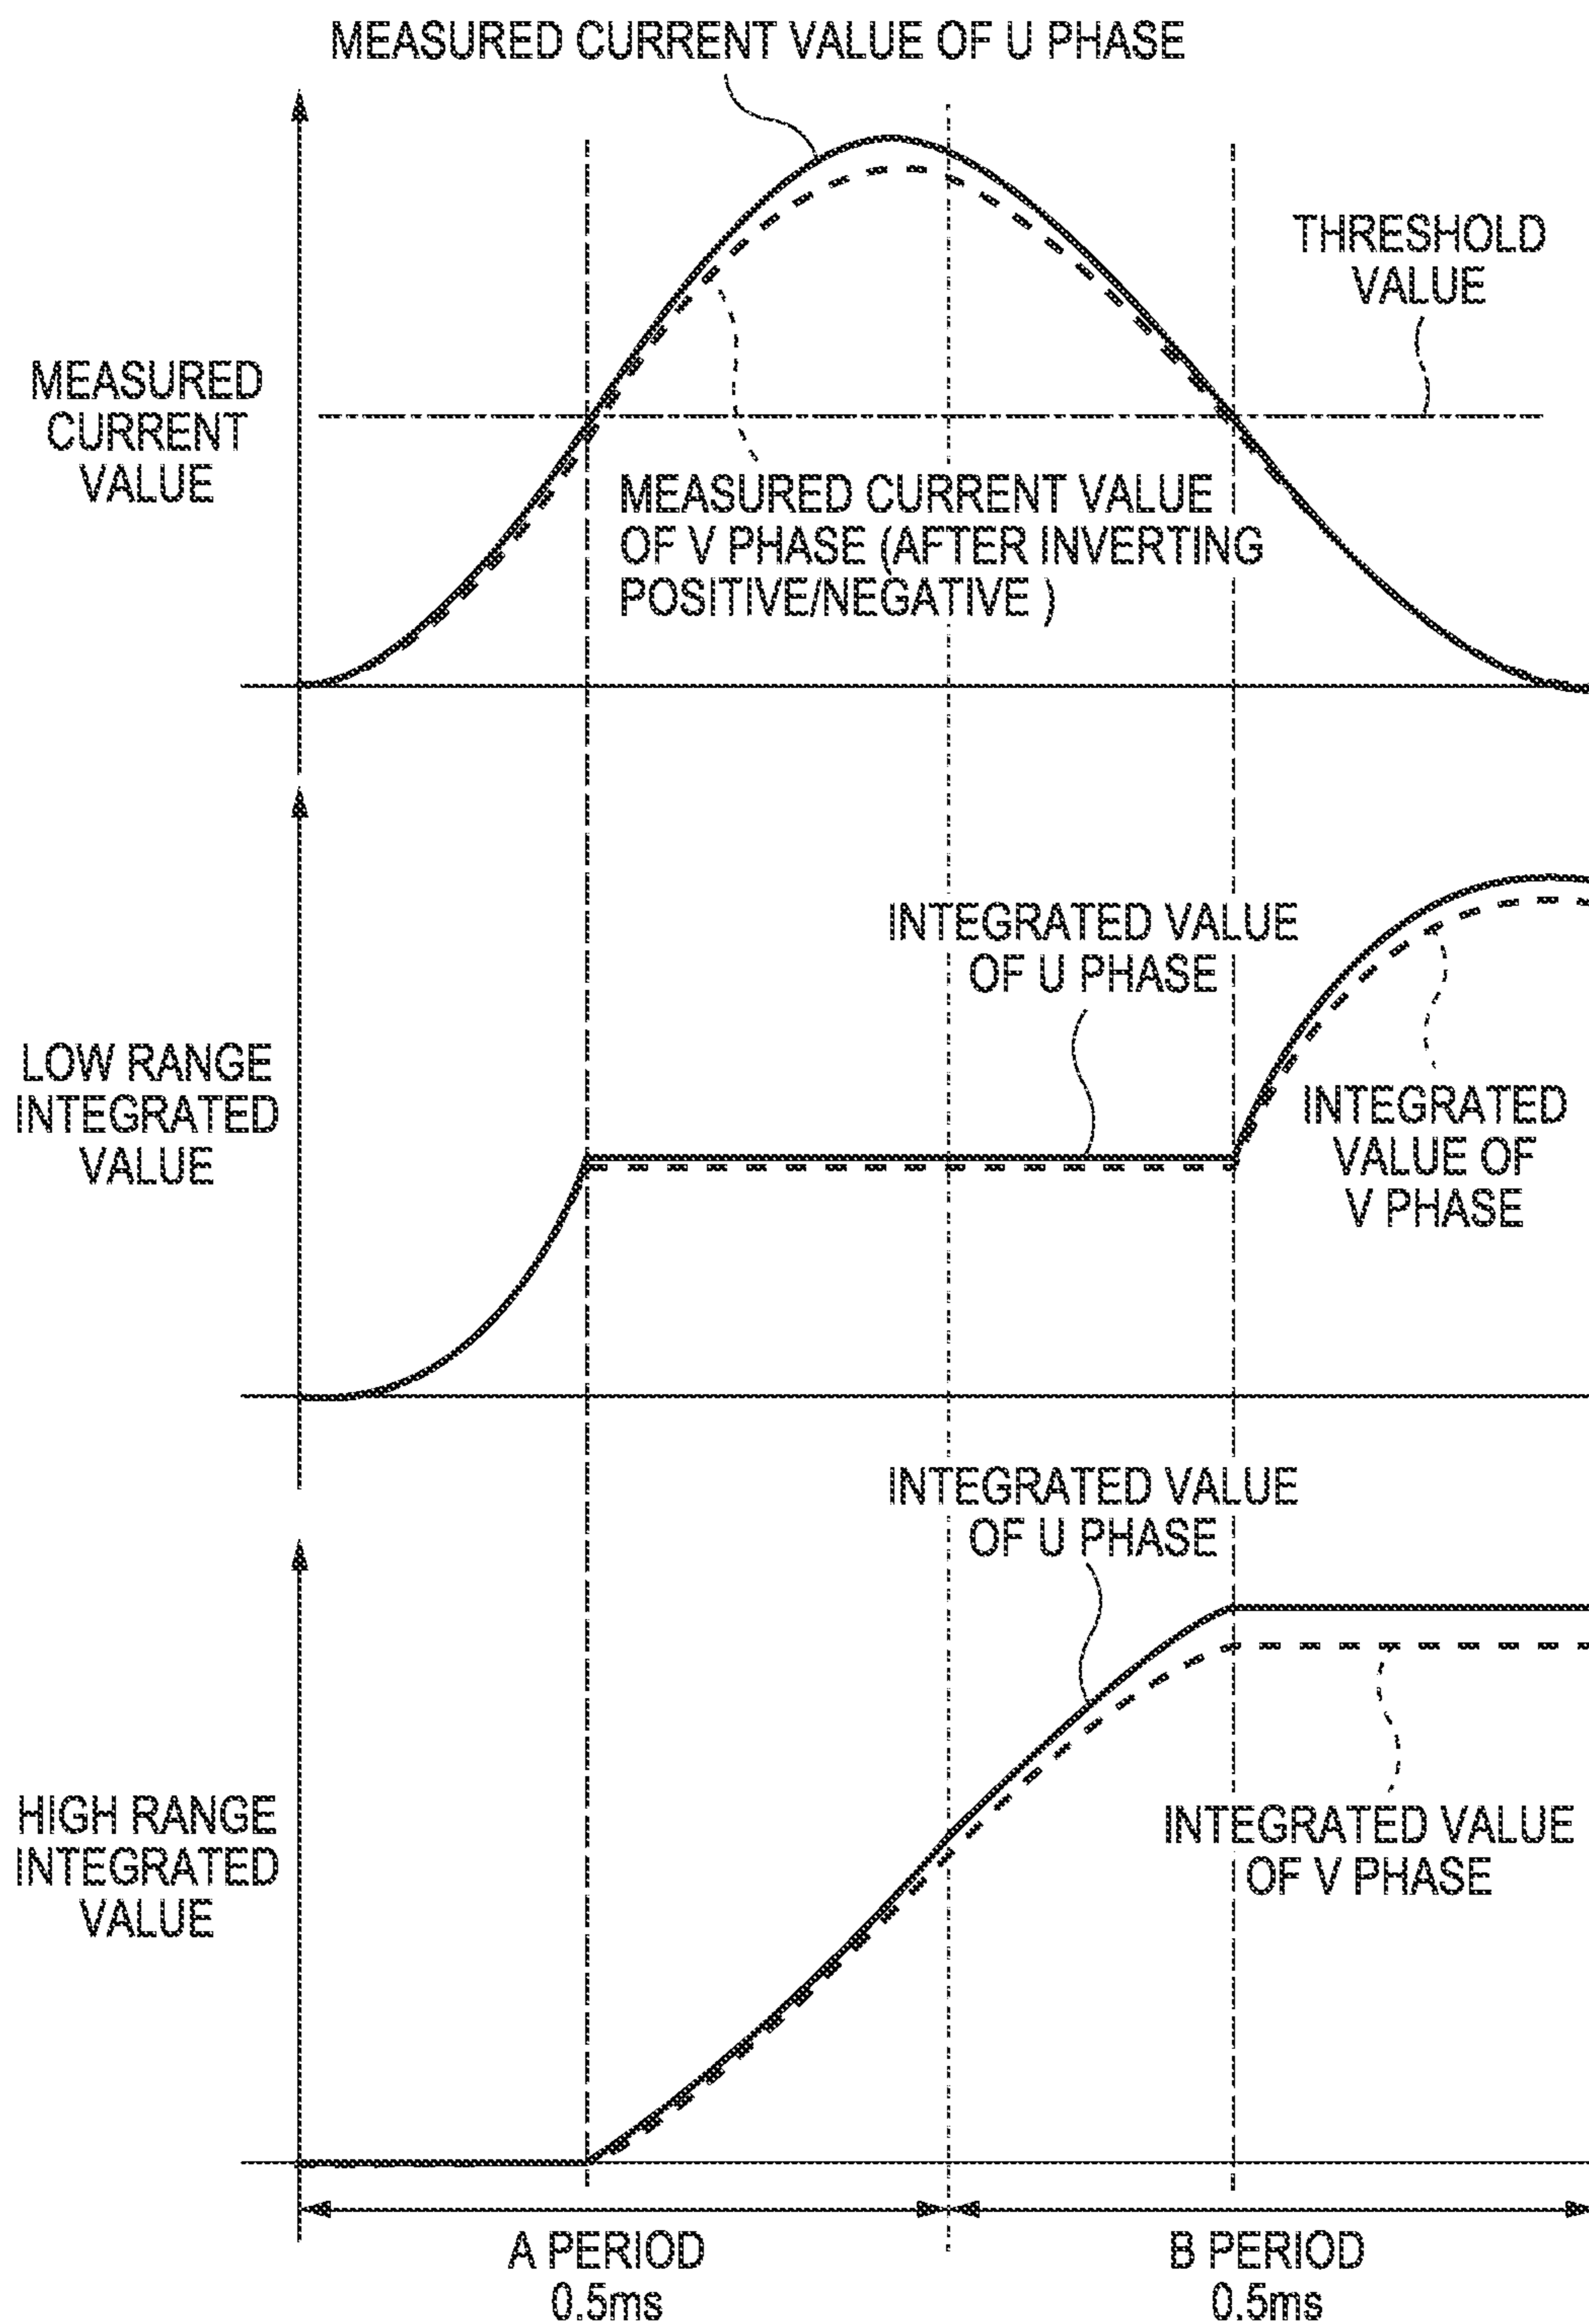 MEASURED CURRENT VALUE OF U PHASE
THRESHOLD
VALUE
MEASURED
CURRENT
VALUE
MEASURED CURRENT VALUE
OF V PHASE (AFTER INVERTING
POSITIVE/NEGATIVE )
INTEGRATED VALUE
OF U PHASE
LOW RANGE
INTEGRATED
VALUE
INTEGRATED
VALUE OF
V PHASE
INTEGRATED VALUE
OF U PHASE
HIGH RANGE
INTEGRATED
VALUE
INTEGRATED VALUE
OF V PHASE
A PERIOD
0.5ms
B PERIOD
0.5ms